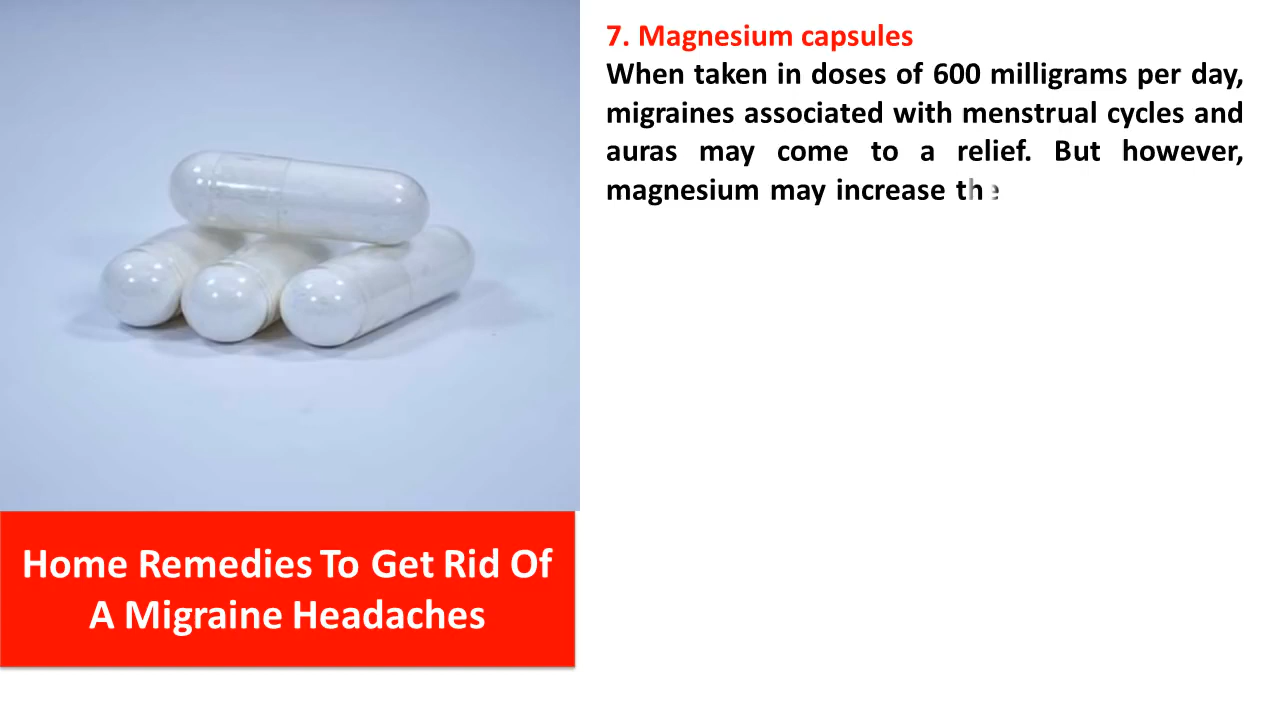 7. Magnesium capsules
When taken in doses of 600 milligrams per day,
migraines associated with menstrual cycles and
auras may come to a relief. But however,
magnesium may increase the
Home Remedies To Get Rid Of
A Migraine Headaches